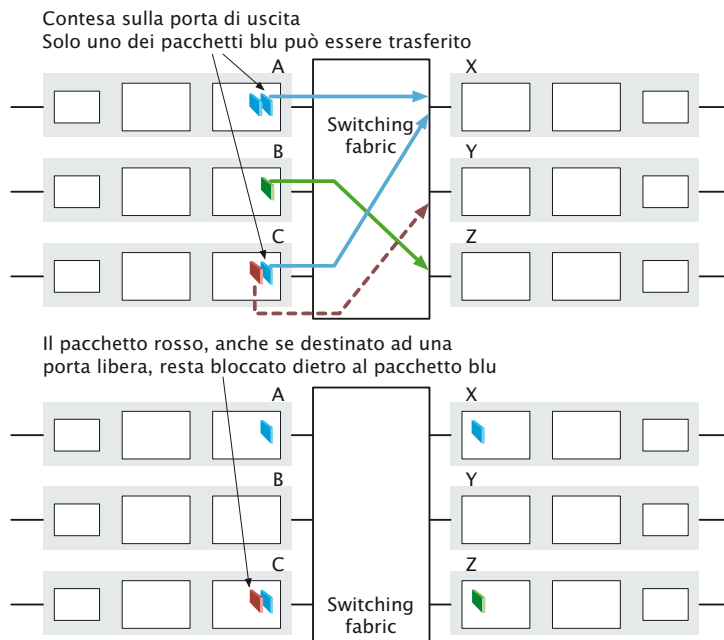 Contesa sulla porta di uscita
Solo uno dei pacchetti blu può essere trasferito
A
X
Switching
fabric
B
Y
C
Z
Il pacchetto rosso, anche se destinato ad una
porta libera, resta bloccato dietro al pacchetto blu
A
X
B
Y
C
Z
Switching
fabric